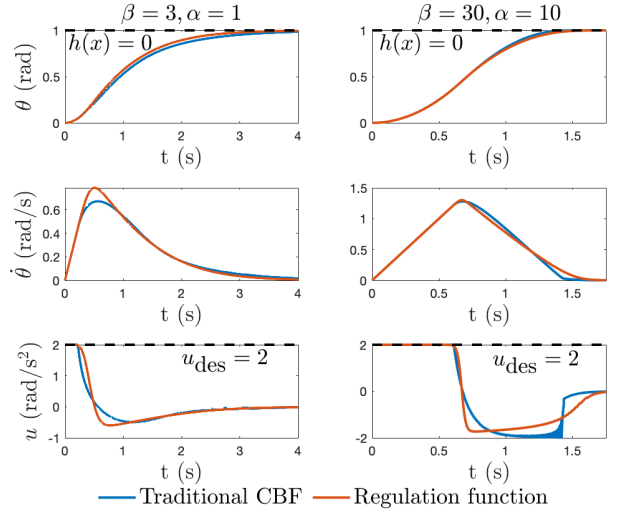 β = 3, α = 1
β = 30, α = 10
θ (rad)
1
0.5
0
h(x) = 0
0 1 2 3 4
t (s)
1
0.5
0
h(x) = 0
0 0.5 1 1.5
t (s)
θ̇ (rad/s)
0.6
0.4
0.2
0
0 1 2 3 4
t (s)
1.5
1
0.5
0
0 0.5 1 1.5
t (s)
u (rad/s²)
2
1
0
-1
u_des = 2
0 1 2 3 4
t (s)
2
0
-2
u_des = 2
0 0.5 1 1.5
t (s)
Traditional CBF Regulation function